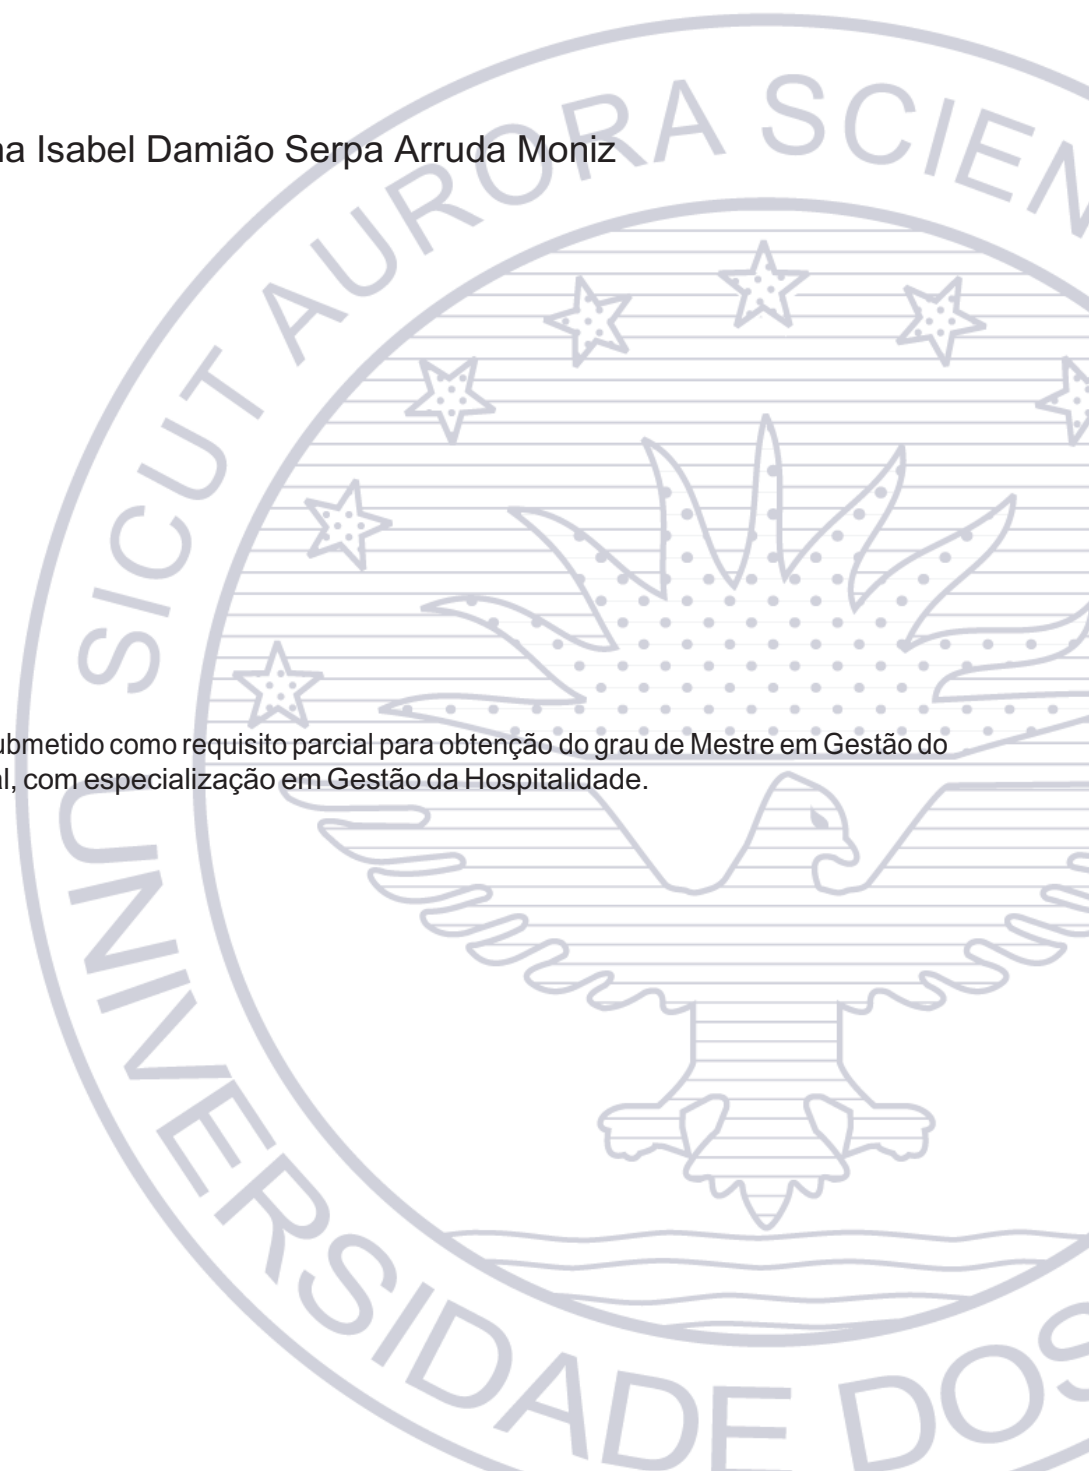 na Isabel Damião Serpa Arruda Moniz
ubmetido como requisito parcial para obtenção do grau de Mestre em Gestão do
l, com especialização em Gestão da Hospitalidade.
SICUT AURORA SCIEN
UNIVERSIDADE DOS